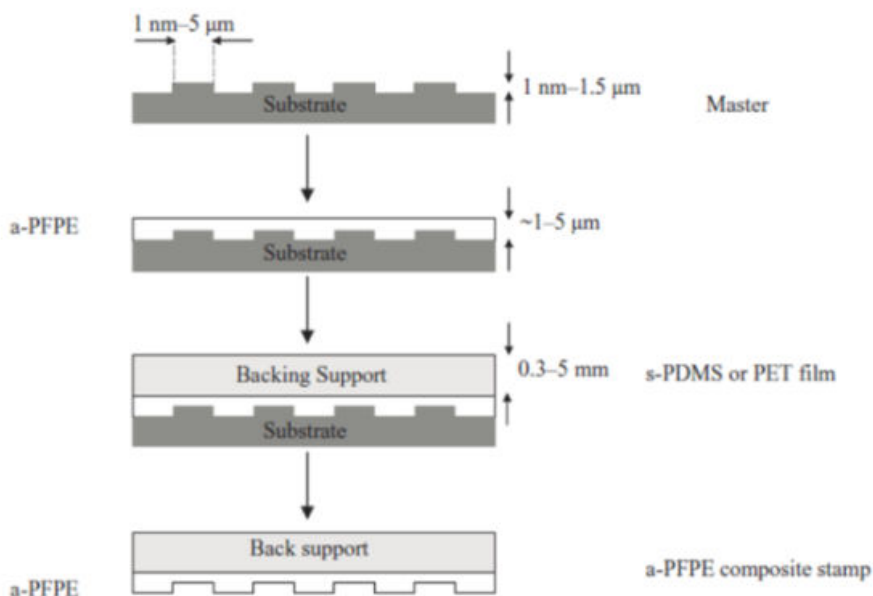 1 nm–5 μm
1 nm–1.5 μm
Substrate
Master
a-PFPE
~1–5 μm
Substrate
Backing Support
0.3–5 mm
s-PDMS or PET film
Substrate
Back support
a-PFPE composite stamp
a-PFPE